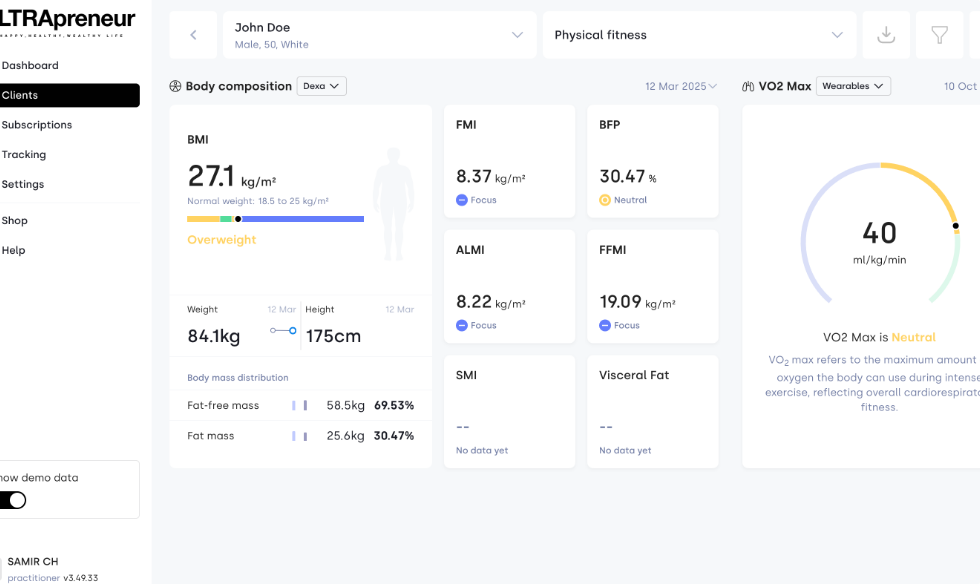 LTRApreneur
HAPPY, HEALTHY, WEALTHY LIFE
Dashboard
Clients
Subscriptions
Tracking
Settings
Shop
Help
how demo data
SAMIR CH
practitioner v3.49.33
John Doe
Male, 50, White
Physical fitness
Body composition Dexa
12 Mar 2025
VO2 Max Wearables
10 Oct
BMI
27.1 kg/m²
Normal weight: 18.5 to 25 kg/m²
Overweight
Weight 12 Mar Height 12 Mar
84.1kg 175cm
Body mass distribution
Fat-free mass 58.5kg 69.53%
Fat mass 25.6kg 30.47%
FMI
8.37 kg/m²
Focus
BFP
30.47 %
Neutral
ALMI
8.22 kg/m²
Focus
FFMI
19.09 kg/m²
Focus
SMI
--
No data yet
Visceral Fat
--
No data yet
40
ml/kg/min
VO2 Max is Neutral
VO2 max refers to the maximum amount
oxygen the body can use during intense
exercise, reflecting overall cardiorespirato
fitness.